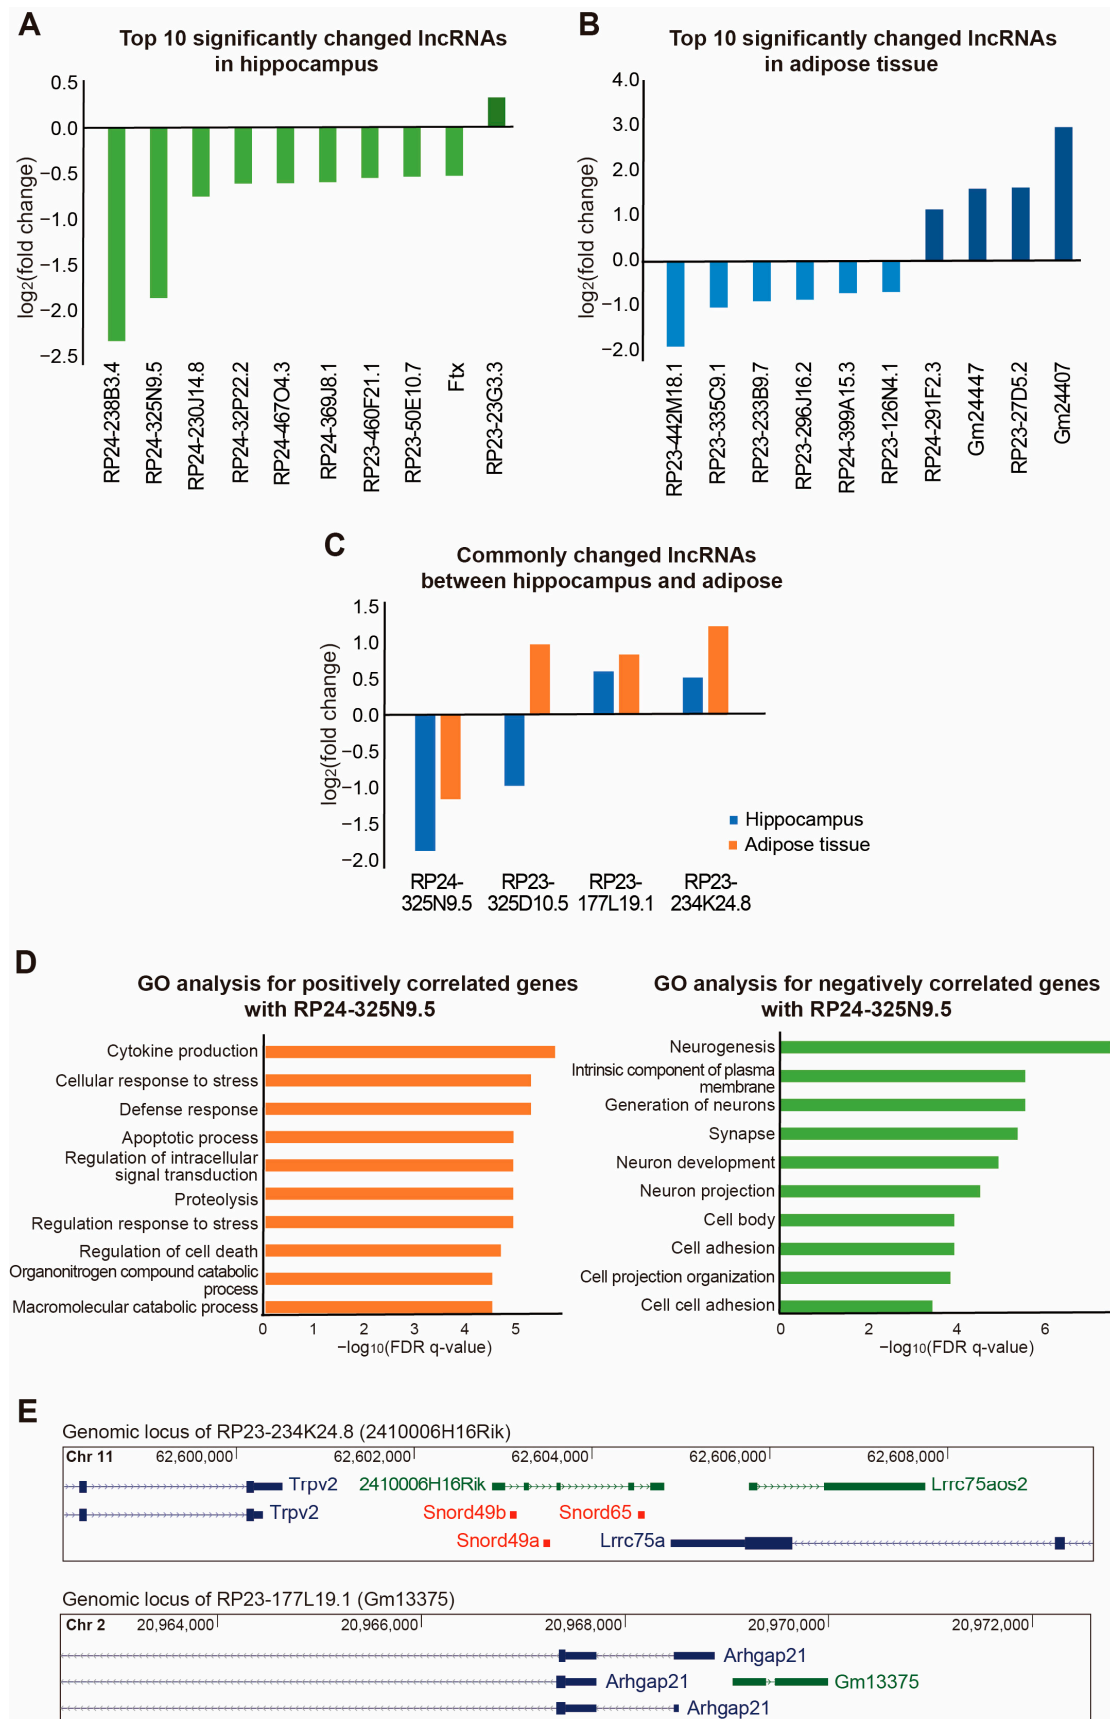 A
Top 10 significantly changed lncRNAs
in hippocampus
log2(fold change)
0.5
0.0
−0.5
−1.0
−1.5
−2.0
−2.5
RP24-238B3.4
RP24-325N9.5
RP24-230J14.8
RP24-32P22.2
RP24-467O4.3
RP24-369J8.1
RP23-460F21.1
RP23-50E10.7
Ftx
RP23-23G3.3
B
Top 10 significantly changed lncRNAs
in adipose tissue
log2(fold change)
4.0
3.0
2.0
1.0
0.0
−1.0
−2.0
RP23-442M18.1
RP23-335C9.1
RP23-233B9.7
RP23-296J16.2
RP24-399A15.3
RP23-126N4.1
RP24-291F2.3
Gm24447
RP23-27D5.2
Gm24407
C
Commonly changed lncRNAs
between hippocampus and adipose
log2(fold change)
1.5
1.0
0.5
0.0
−0.5
−1.0
−1.5
−2.0
Hippocampus
Adipose tissue
RP24-
325N9.5
RP23-
325D10.5
RP23-
177L19.1
RP23-
234K24.8
D
GO analysis for positively correlated genes
with RP24-325N9.5
Cytokine production
Cellular response to stress
Defense response
Apoptotic process
Regulation of intracellular
signal transduction
Proteolysis
Regulation response to stress
Regulation of cell death
Organonitrogen compound catabolic
process
Macromolecular catabolic process
0 1 2 3 4 5
−log10(FDR q-value)
GO analysis for negatively correlated genes
with RP24-325N9.5
Neurogenesis
Intrinsic component of plasma
membrane
Generation of neurons
Synapse
Neuron development
Neuron projection
Cell body
Cell adhesion
Cell projection organization
Cell cell adhesion
0 2 4 6
−log10(FDR q-value)
E
Genomic locus of RP23-234K24.8 (2410006H16Rik)
Chr 11 62,600,000 62,602,000 62,604,000 62,606,000 62,608,000
Trpv2 2410006H16Rik Lrrc75aos2
Trpv2 Snord49b Snord65
Snord49a Lrrc75a
Genomic locus of RP23-177L19.1 (Gm13375)
Chr 2 20,964,000 20,966,000 20,968,000 20,970,000 20,972,000
Arhgap21
Arhgap21 Gm13375
Arhgap21